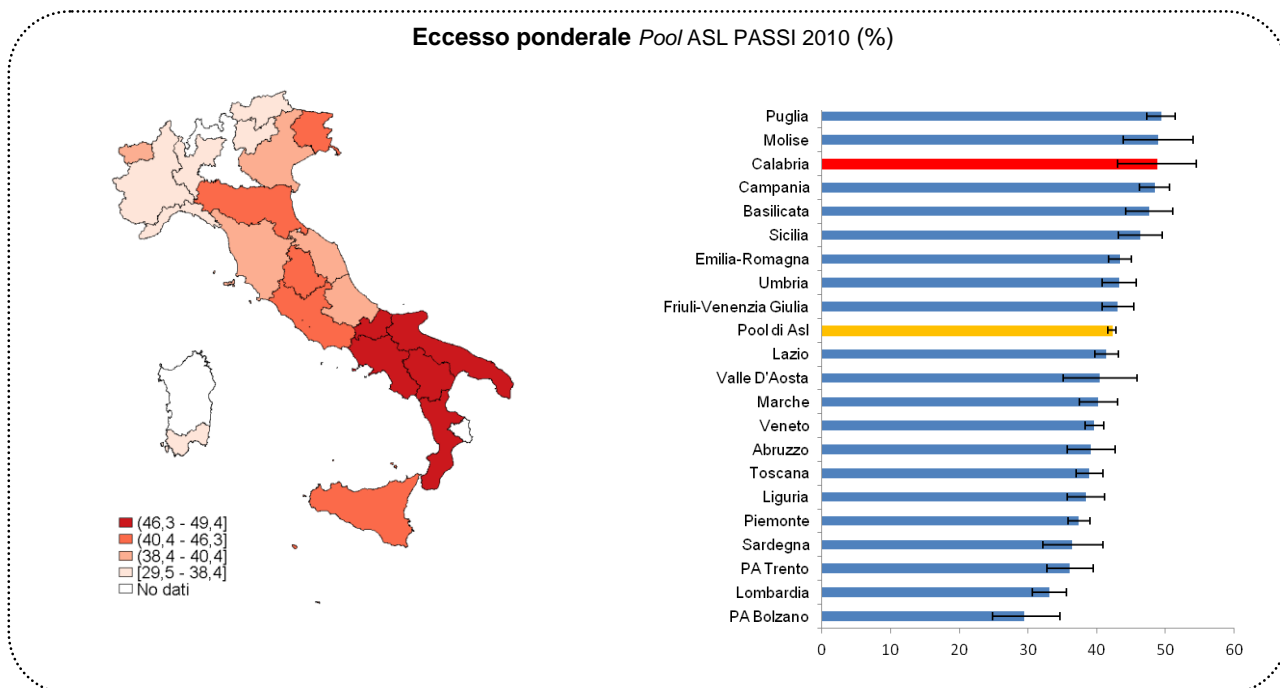 Eccesso ponderale Pool ASL PASSI 2010 (%)
(46,3 - 49,4]
(40,4 - 46,3]
(38,4 - 40,4]
[29,5 - 38,4]
No dati
Puglia
Molise
Calabria
Campania
Basilicata
Sicilia
Emilia-Romagna
Umbria
Friuli-Venenzia Giulia
Pool di Asl
Lazio
Valle D'Aosta
Marche
Veneto
Abruzzo
Toscana
Liguria
Piemonte
Sardegna
PA Trento
Lombardia
PA Bolzano
0 10 20 30 40 50 60